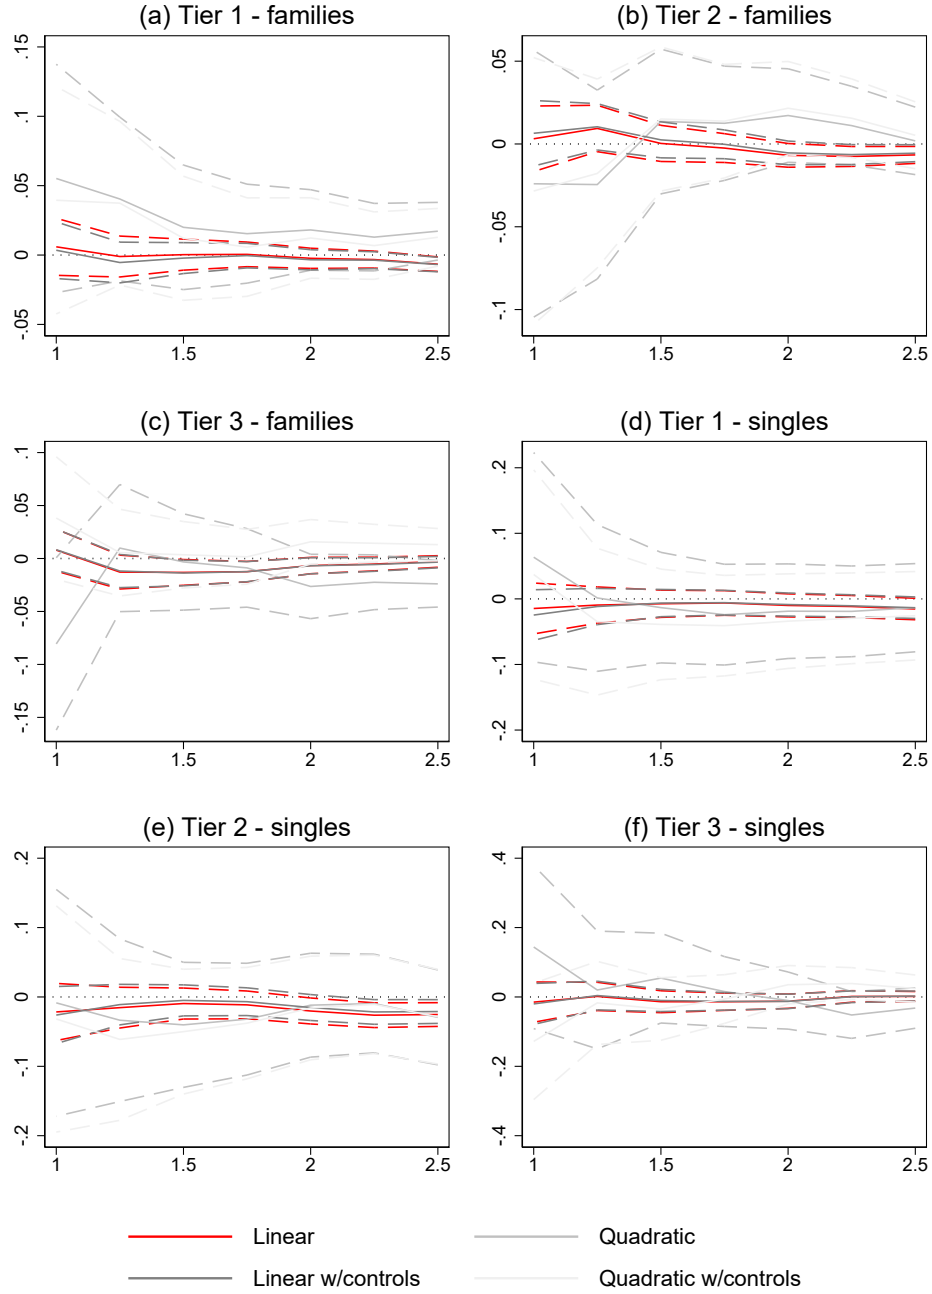 (a) Tier 1 - families
.15
.1
.05
0
-.05
1 1.5 2 2.5
(b) Tier 2 - families
.05
0
-.05
-.1
1 1.5 2 2.5
(c) Tier 3 - families
.1
.05
0
-.05
-.1
-.15
1 1.5 2 2.5
(d) Tier 1 - singles
.2
.1
0
-.1
-.2
1 1.5 2 2.5
(e) Tier 2 - singles
.2
.1
0
-.1
-.2
1 1.5 2 2.5
(f) Tier 3 - singles
.4
.2
0
-.2
-.4
1 1.5 2 2.5
Linear
Quadratic
Linear w/controls
Quadratic w/controls